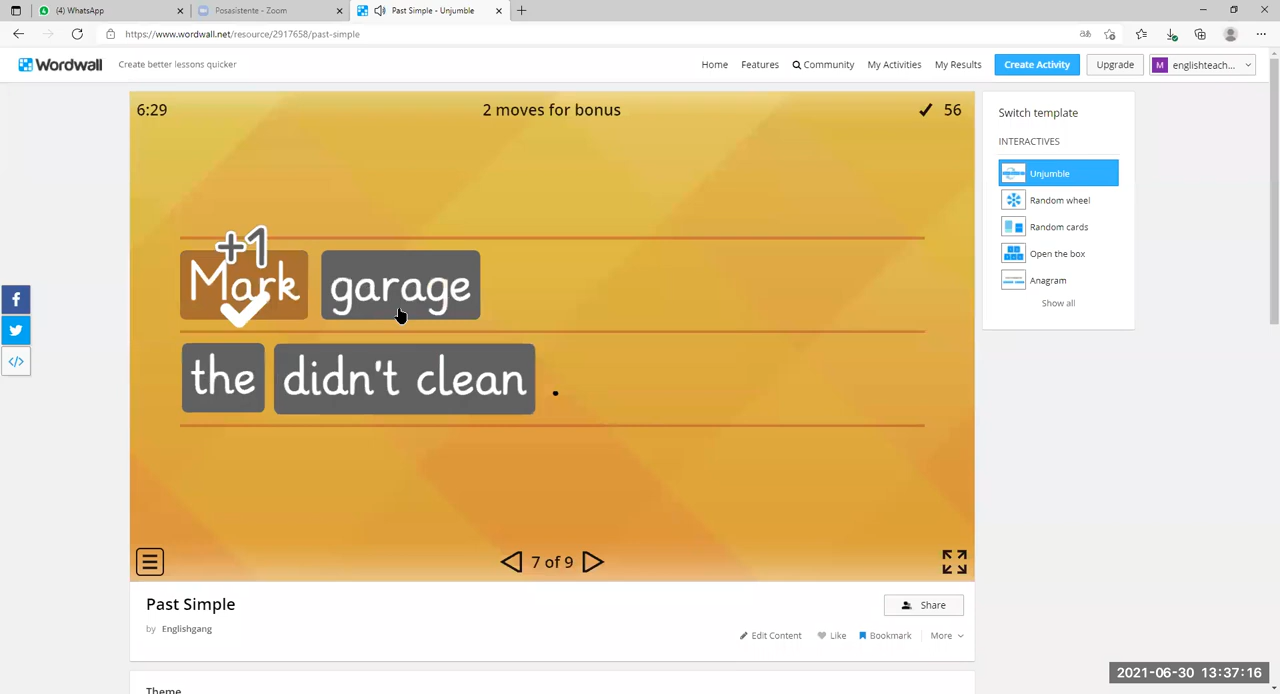 (4) WhatsApp
Posasistente - Zoom
Past Simple - Unjumble
https://www.wordwall.net/resource/2917658/past-simple
Wordwall
Create better lessons quicker
Home
Features
Community
My Activities
My Results
Create Activity
Upgrade
M
englishteach...
6:29
2 moves for bonus
56
+1
Mark garage
the didn't clean .
7 of 9
Switch template
INTERACTIVES
Unjumble
Random wheel
Random cards
Open the box
Anagram
Show all
Past Simple
by Englishgang
Share
Edit Content
Like
Bookmark
More
Theme
2021-06-30 13:37:16